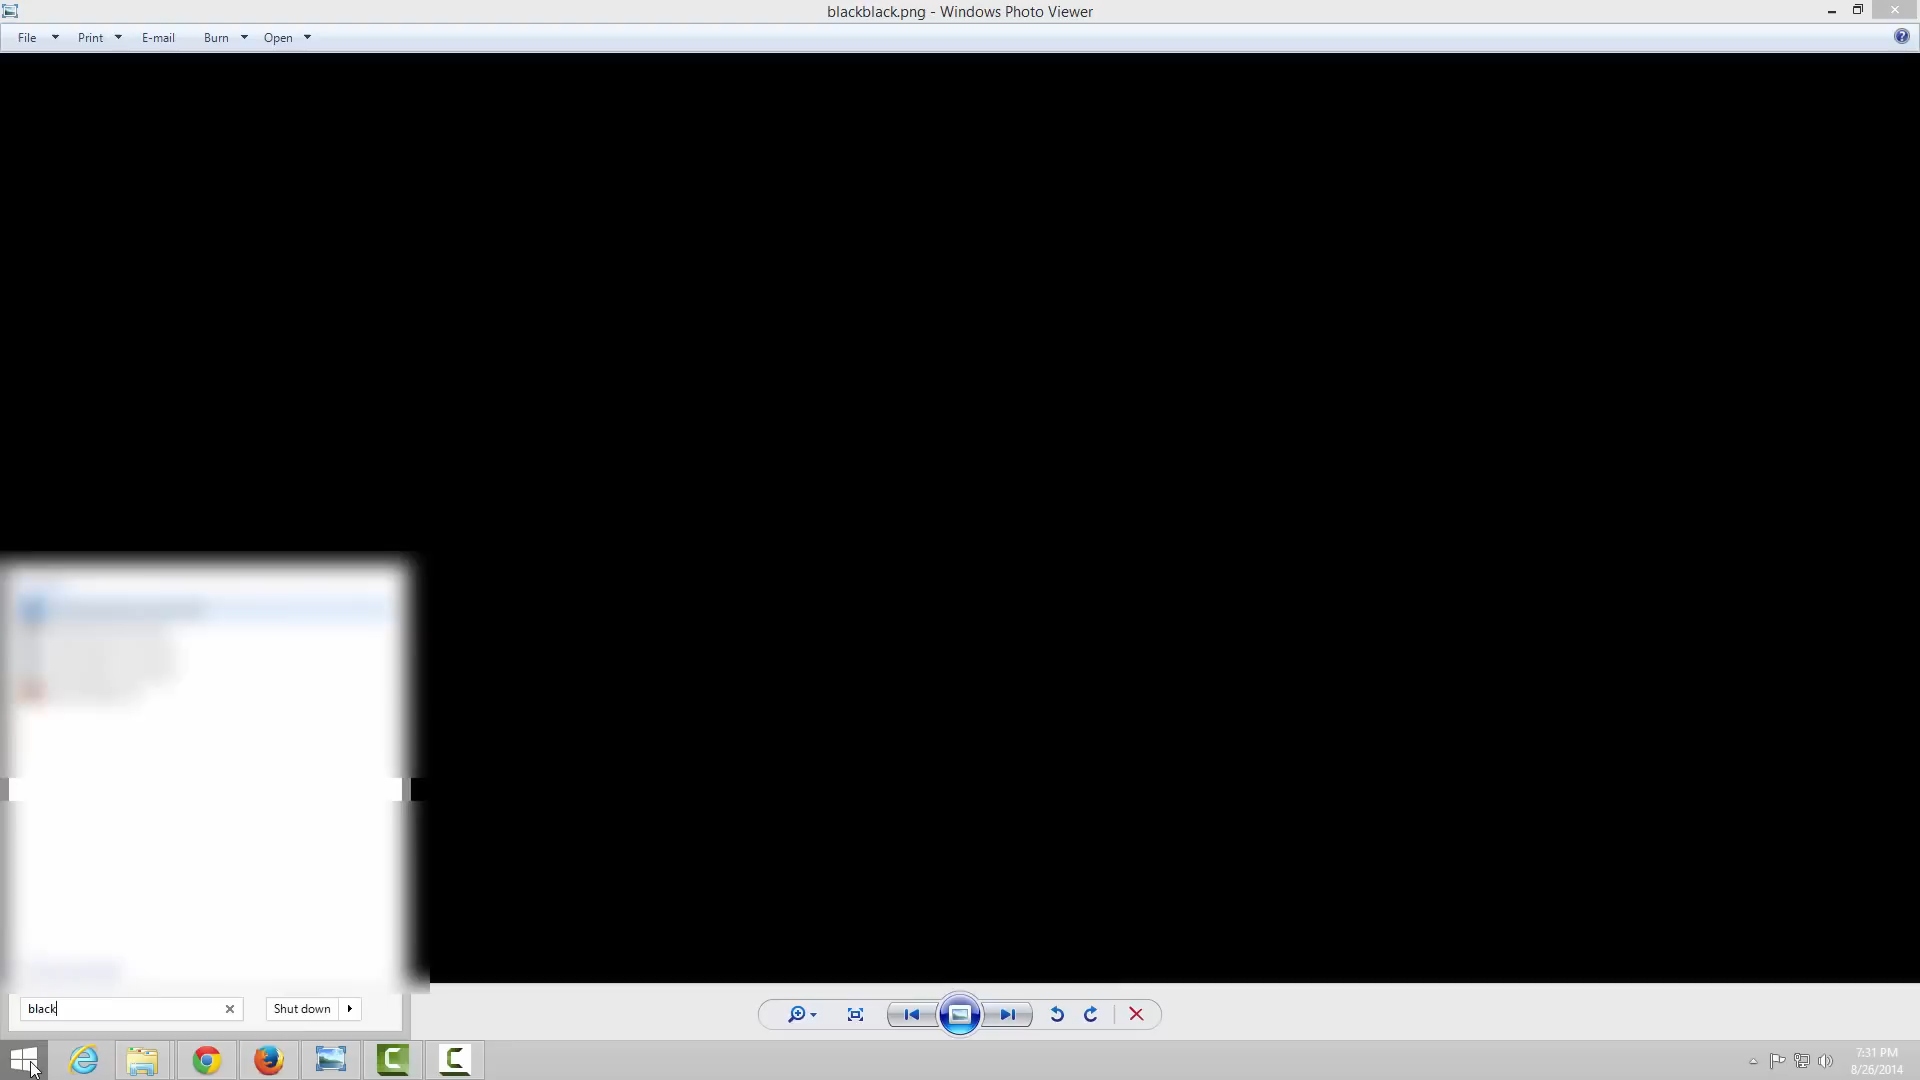 blackblack.png - Windows Photo Viewer
File Print E-mail Burn Open
black
Shut down
7:31 PM
8/26/2014